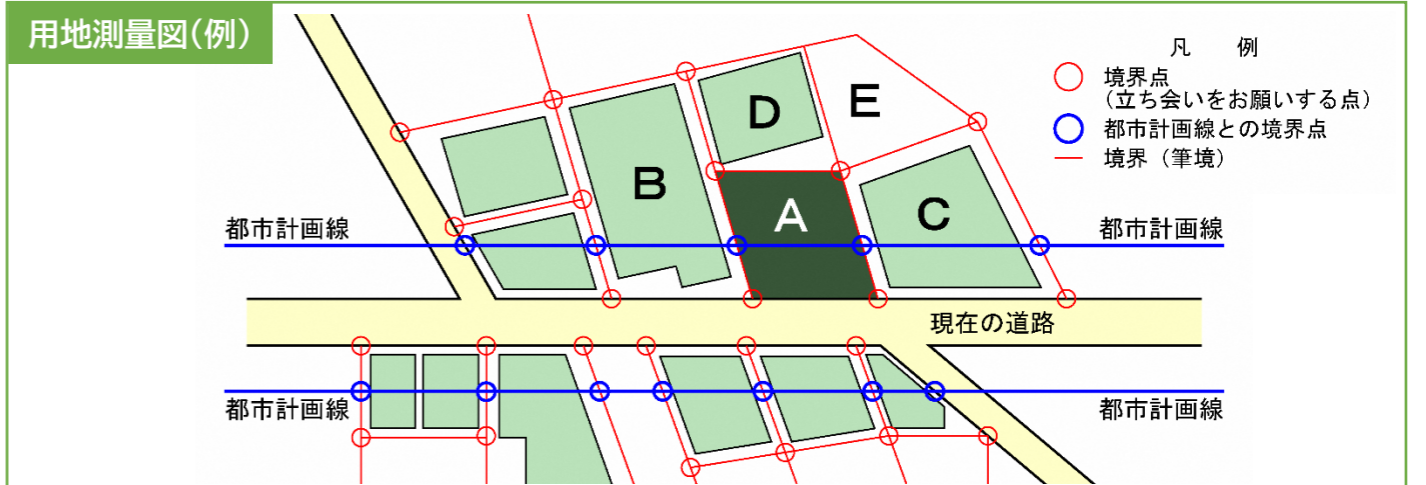 用地測量図(例)
凡　例
境界点
(立ち会いをお願いする点)
都市計画線との境界点
境界（筆境）
E
D
B
A
C
都市計画線
都市計画線
現在の道路
都市計画線
都市計画線